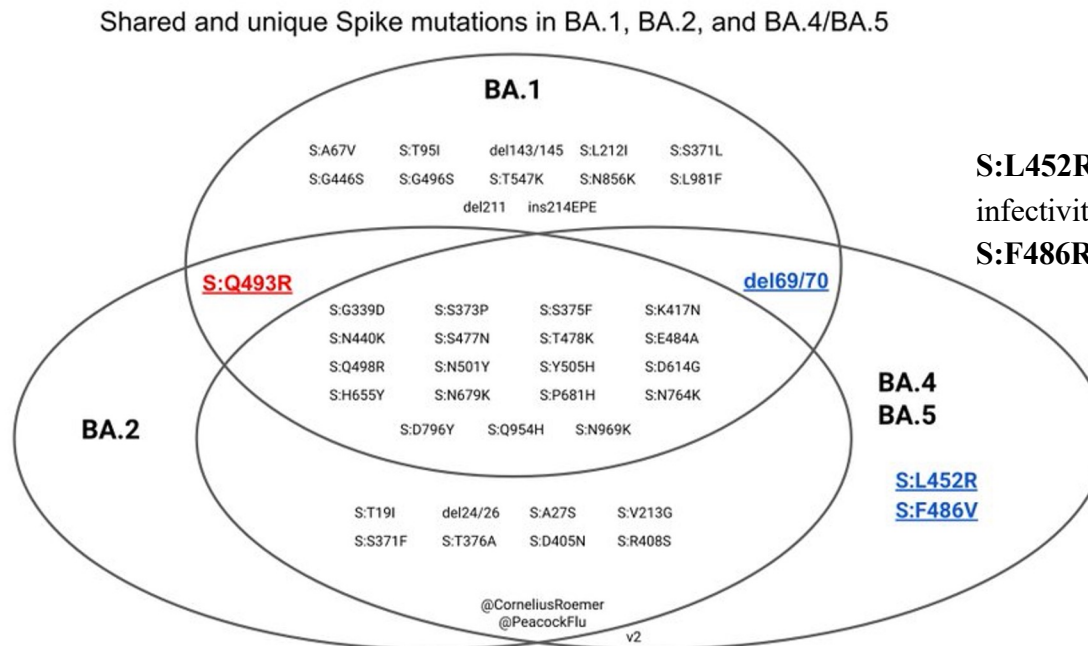 Shared and unique Spike mutations in BA.1, BA.2, and BA.4/BA.5
BA.1
S:A67V S:T95I del143/145 S:L212I S:S371L
S:G446S S:G496S S:T547K S:N856K S:L981F
del211 ins214EPE
S:L452R
infectivit
S:F486R
S:Q493R
del69/70
S:G339D S:S373P S:S375F S:K417N
S:N440K S:S477N S:T478K S:E484A
S:Q498R S:N501Y S:Y505H S:D614G
S:H655Y S:N679K S:P681H S:N764K
S:D796Y S:Q954H S:N969K
BA.2
BA.4
BA.5
S:L452R
S:F486V
S:T19I del24/26 S:A27S S:V213G
S:S371F S:T376A S:D405N S:R408S
@CorneliusRoemer
@PeacockFlu
v2